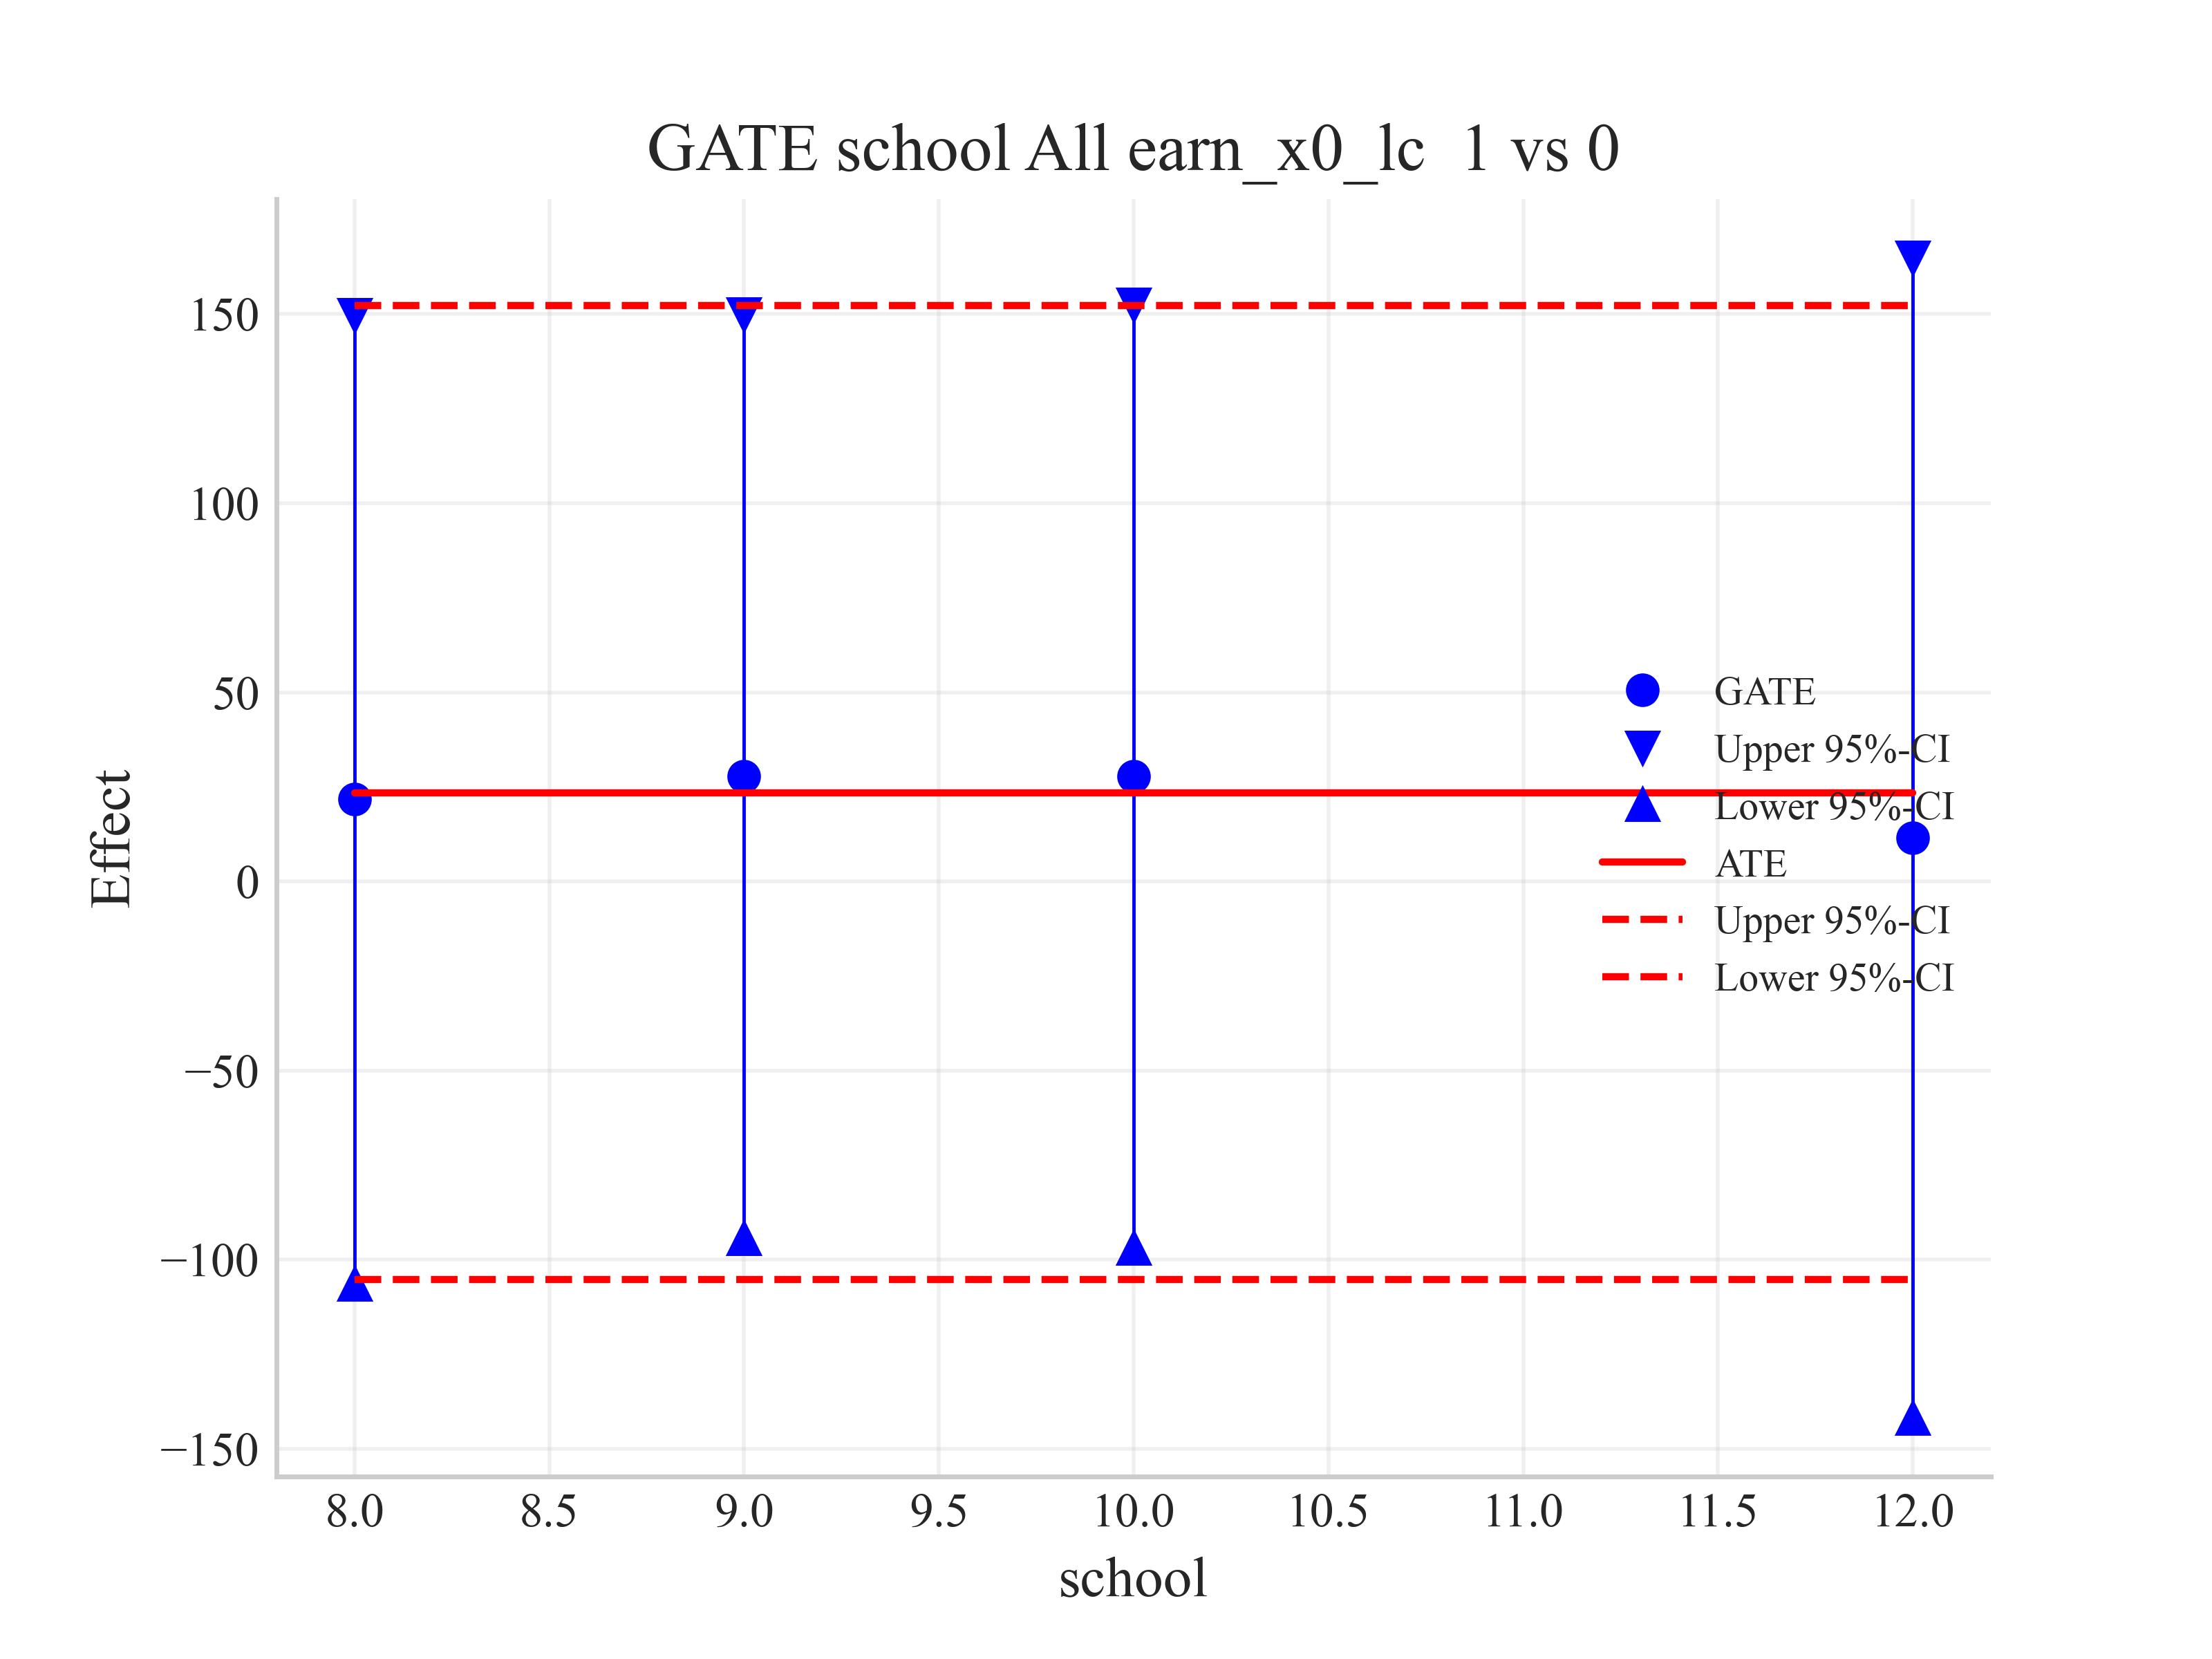 GATE school All earn_x0_lc  1 vs 0
150
100
50
0
−50
−100
−150
Effect
GATE
Upper 95%-CI
Lower 95%-CI
ATE
Upper 95%-CI
Lower 95%-CI
8.0 8.5 9.0 9.5 10.0 10.5 11.0 11.5 12.0
school